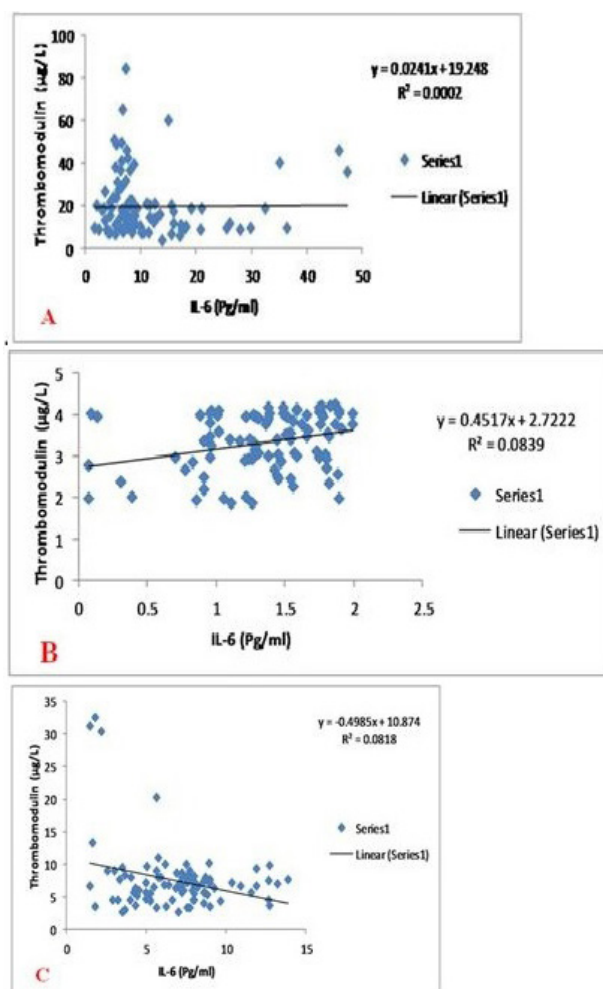 100
80
60
40
20
0
Thrombomodulin (µg/L)
y = 0.0241x + 19.248
R² = 0.0002
Series1
Linear (Series1)
0 10 20 30 40 50
IL-6 (Pg/ml)
A
5
4
3
2
1
0
Thrombomodulin (µg/L)
y = 0.4517x + 2.7222
R² = 0.0839
Series1
Linear (Series1)
0 0.5 1 1.5 2 2.5
IL-6 (Pg/ml)
B
35
30
25
20
15
10
5
0
Thrombomodulin (µg/L)
y = -0.4985x + 10.874
R² = 0.0818
Series1
Linear (Series1)
0 5 10 15
IL-6 (Pg/ml)
C